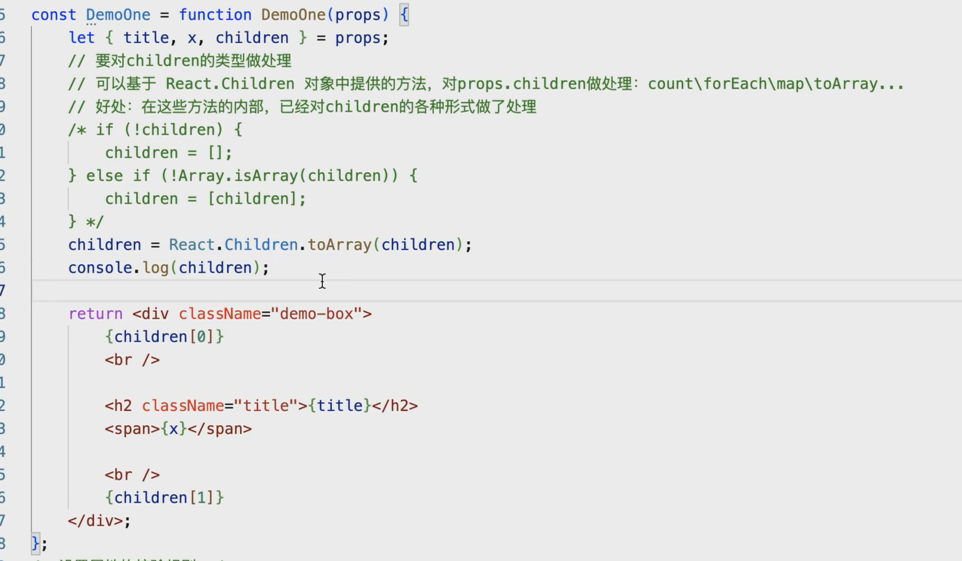 5 const DemoOne = function DemoOne(props) {
6 let { title, x, children } = props;
7 // 要对children的类型做处理
8 // 可以基于 React.Children 对象中提供的方法，对props.children做处理：count\forEach\map\toArray...
9 // 好处：在这些方法的内部，已经对children的各种形式做了处理
0 /* if (!children) {
1 children = [];
2 } else if (!Array.isArray(children)) {
3 children = [children];
4 } */
5 children = React.Children.toArray(children);
6 console.log(children);
7
8 return <div className="demo-box">
9 {children[0]}
0 <br />
1
2 <h2 className="title">{title}</h2>
3 <span>{x}</span>
4
5 <br />
6 {children[1]}
7 </div>;
8 };